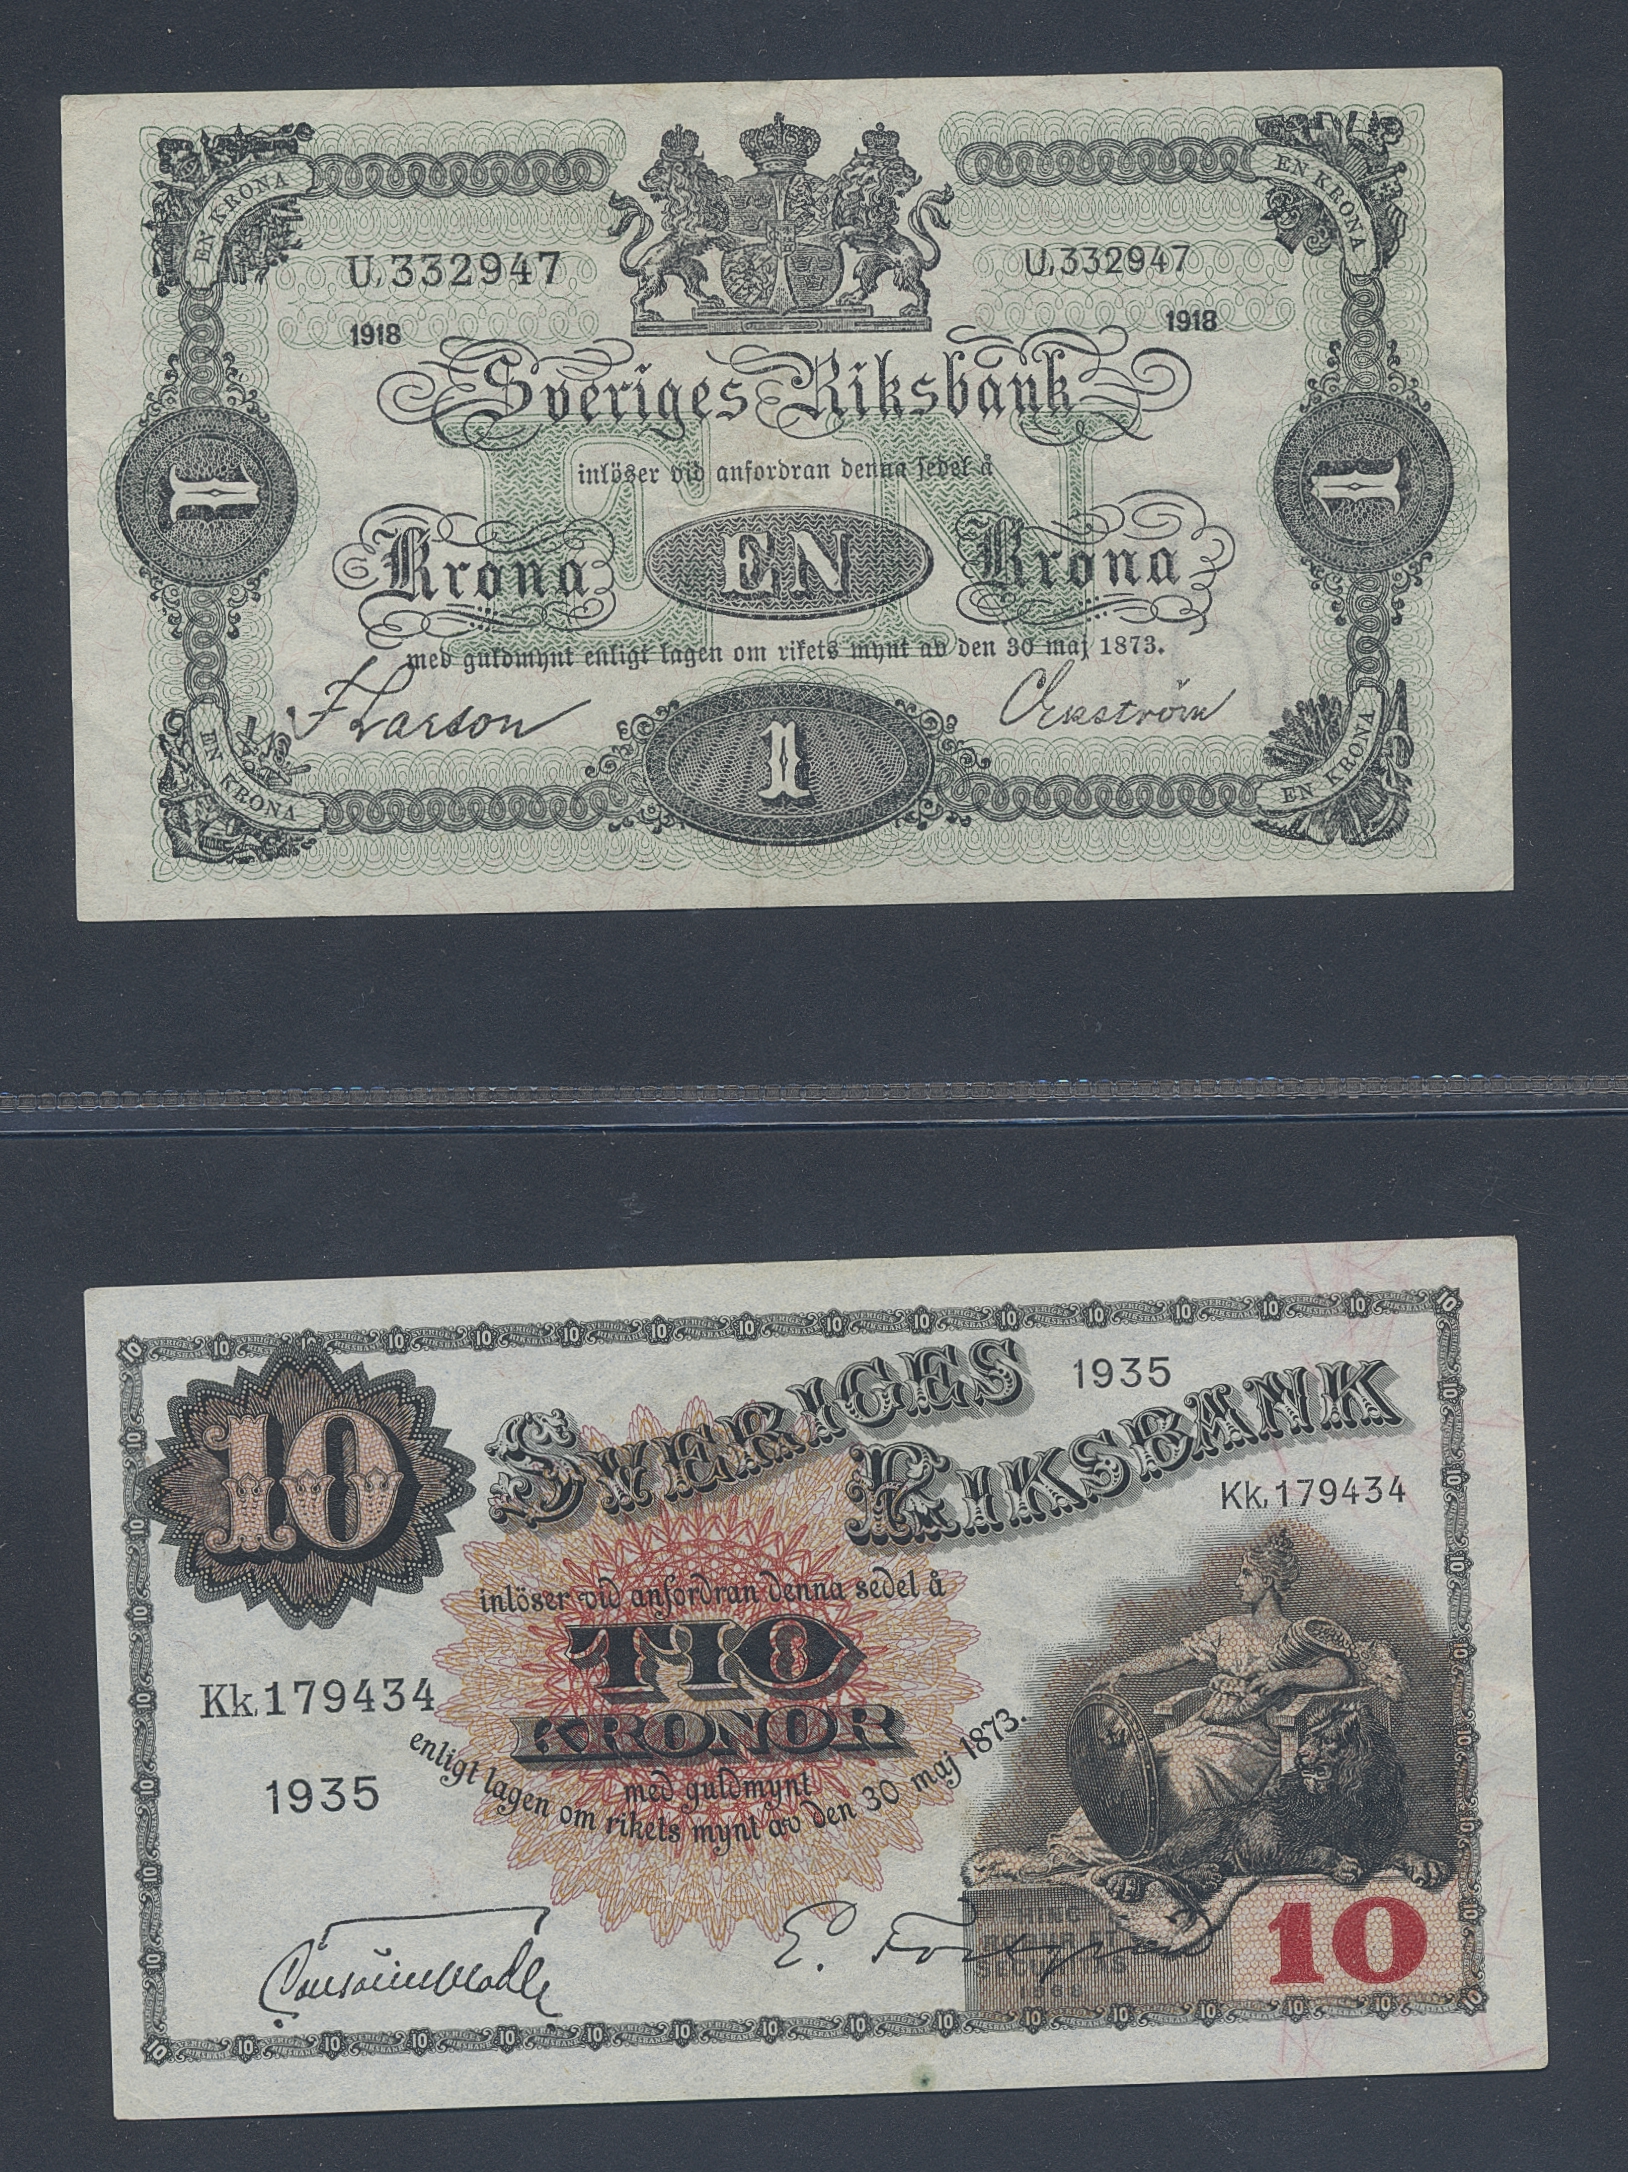 EN KRONA
EN KRONA
U,332947
U,332947
1918
1918
Sveriges Riksbank
inlöser vid anfordran denna sedel å
1
1
Krona EN Krona
EN
med guldmynt enligt lagen om rikets mynt av den 30 maj 1873.
F Larson
Ekström
EN KRONA
1
EN KRONA
10
SVERIGES
RIKSBANK
1935
Kk,179434
inlöser vid anfordran denna sedel å
TIO
KRONOR
Kk,179434
med guldmynt
enligt lagen om rikets mynt av den 30 maj 1873.
1935
10